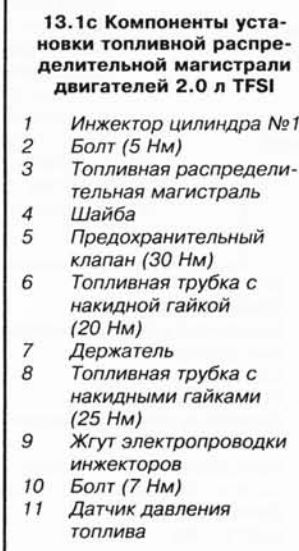 13.1с Компоненты уста-
новки топливной распре-
делительной магистрали
двигателей 2.0 л TFSI
1 Инжектор цилиндра №1
2 Болт (5 Нм)
3 Топливная распредели-
тельная магистраль
4 Шайба
5 Предохранительный
клапан (30 Нм)
6 Топливная трубка с
накидной гайкой
(20 Нм)
7 Держатель
8 Топливная трубка с
накидными гайками
(25 Нм)
9 Жгут электропроводки
инжекторов
10 Болт (7 Нм)
11 Датчик давления
топлива